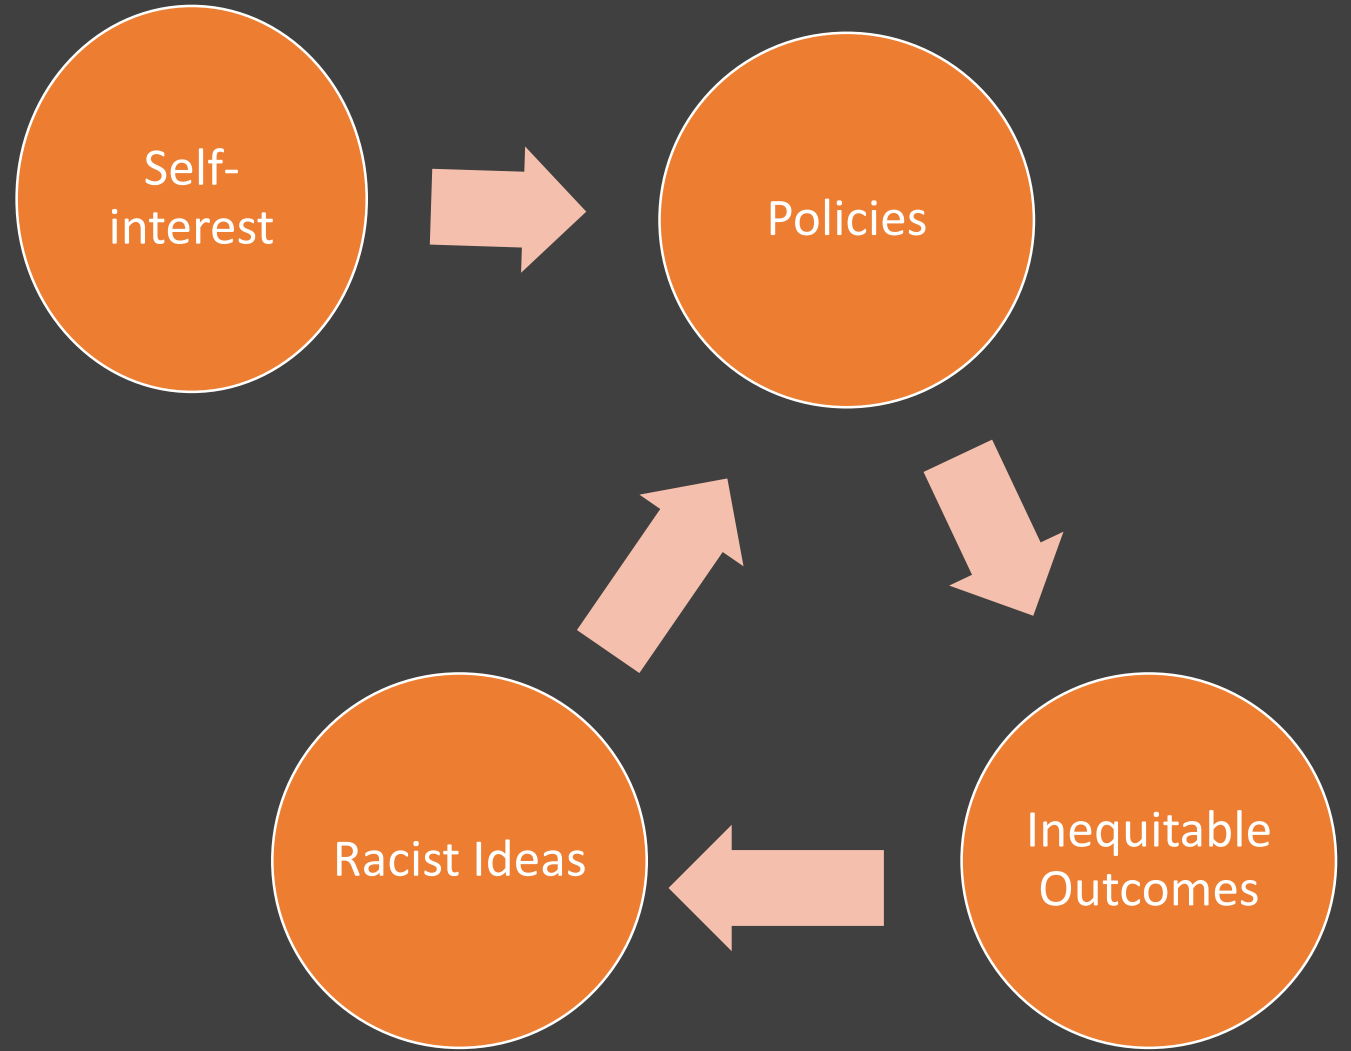 Self-
interest
Policies
Racist Ideas
Inequitable
Outcomes